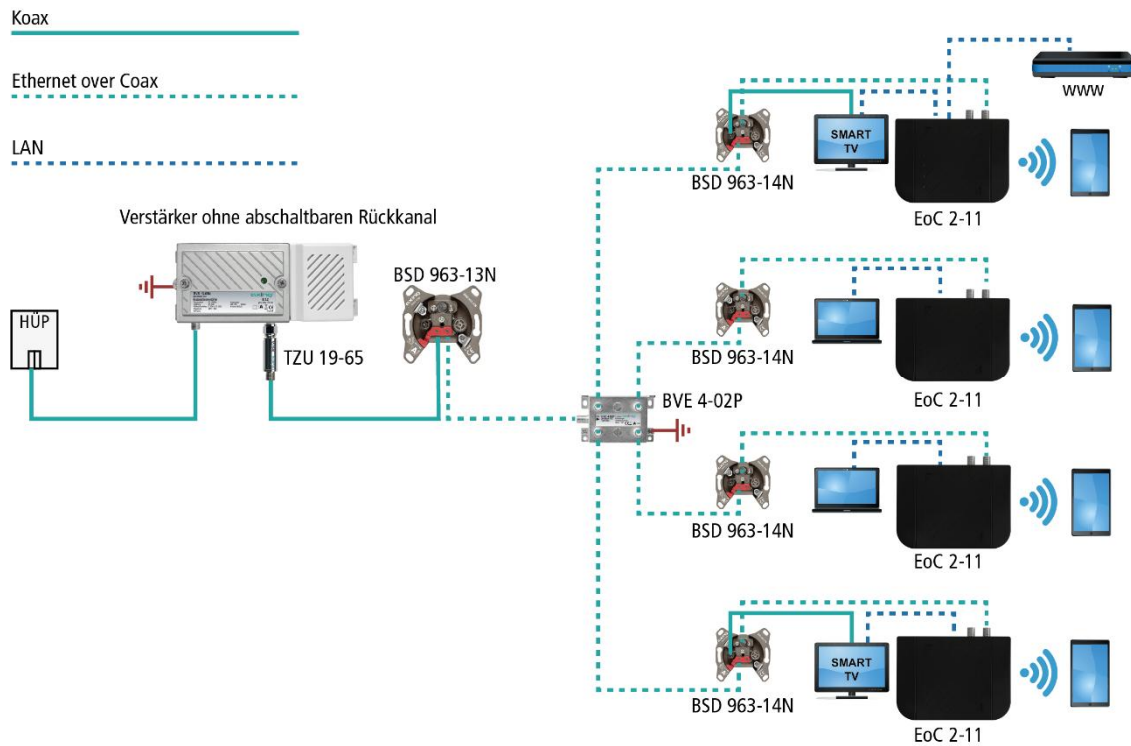 Koax
Ethernet over Coax
LAN
WWW
SMART
TV
BSD 963-14N
EoC 2-11
Verstärker ohne abschaltbaren Rückkanal
BSD 963-13N
HÜP
TZU 19-65
BSD 963-14N
EoC 2-11
BVE 4-02P
BSD 963-14N
EoC 2-11
SMART
TV
BSD 963-14N
EoC 2-11